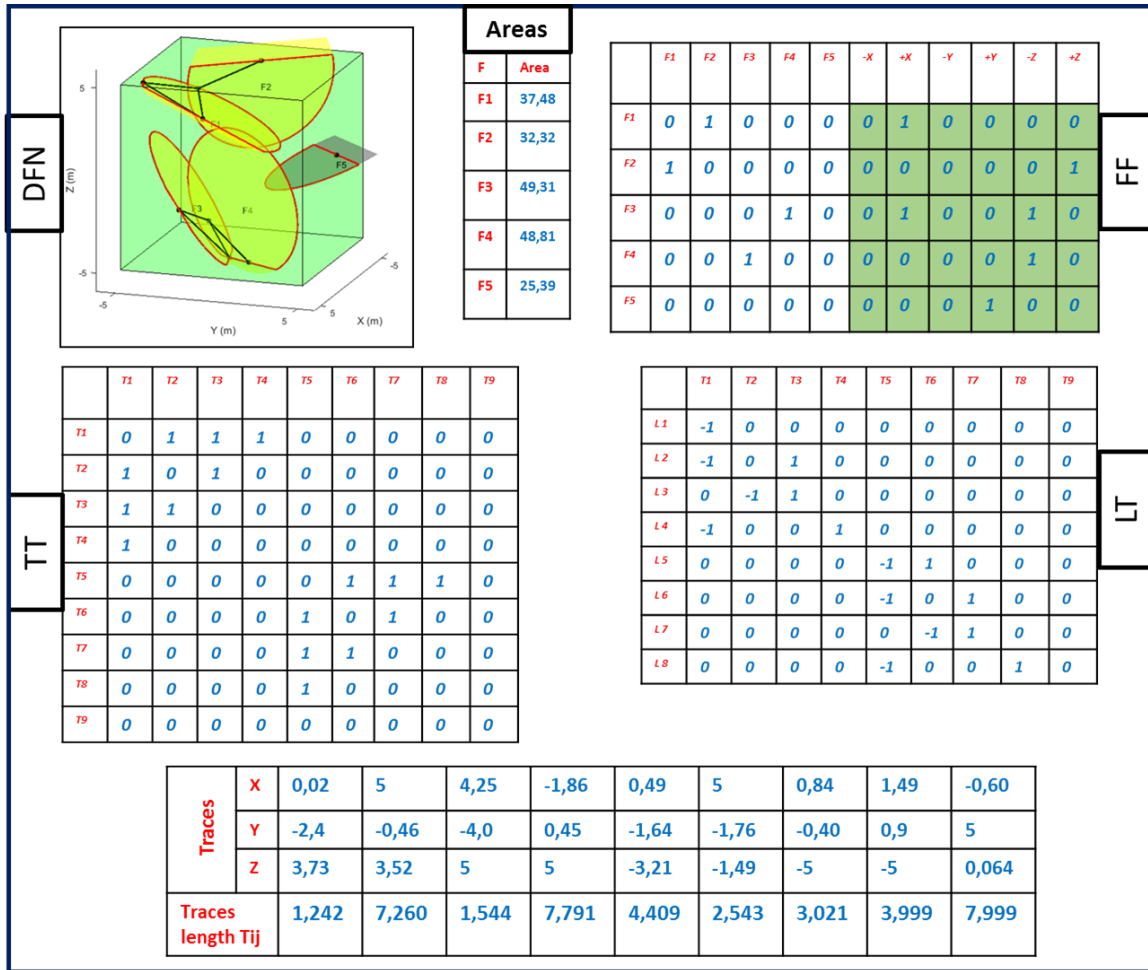 DFN
5
-5
Z (m)
F2
F1
F5
F3
F4
-5
5
Y (m)
5
-5
X (m)
Areas
F Area
F1 37,48
F2 32,32
F3 49,31
F4 48,81
F5 25,39
FF
F1 F2 F3 F4 F5 -X +X -Y +Y -Z +Z
F1 0 1 0 0 0 0 1 0 0 0 0
F2 1 0 0 0 0 0 0 0 0 0 1
F3 0 0 0 1 0 0 1 0 0 1 0
F4 0 0 1 0 0 0 0 0 0 1 0
F5 0 0 0 0 0 0 0 0 1 0 0
TT
T1 T2 T3 T4 T5 T6 T7 T8 T9
T1 0 1 1 1 0 0 0 0 0
T2 1 0 1 0 0 0 0 0 0
T3 1 1 0 0 0 0 0 0 0
T4 1 0 0 0 0 0 0 0 0
T5 0 0 0 0 0 1 1 1 0
T6 0 0 0 0 1 0 1 0 0
T7 0 0 0 0 1 1 0 0 0
T8 0 0 0 0 1 0 0 0 0
T9 0 0 0 0 0 0 0 0 0
LT
T1 T2 T3 T4 T5 T6 T7 T8 T9
L1 -1 0 0 0 0 0 0 0 0
L2 -1 0 1 0 0 0 0 0 0
L3 0 -1 1 0 0 0 0 0 0
L4 -1 0 0 1 0 0 0 0 0
L5 0 0 0 0 -1 1 0 0 0
L6 0 0 0 0 -1 0 1 0 0
L7 0 0 0 0 0 -1 1 0 0
L8 0 0 0 0 -1 0 0 1 0
Traces
X 0,02 5 4,25 -1,86 0,49 5 0,84 1,49 -0,60
Y -2,4 -0,46 -4,0 0,45 -1,64 -1,76 -0,40 0,9 5
Z 3,73 3,52 5 5 -3,21 -1,49 -5 -5 0,064
Traces length Tij 1,242 7,260 1,544 7,791 4,409 2,543 3,021 3,999 7,999